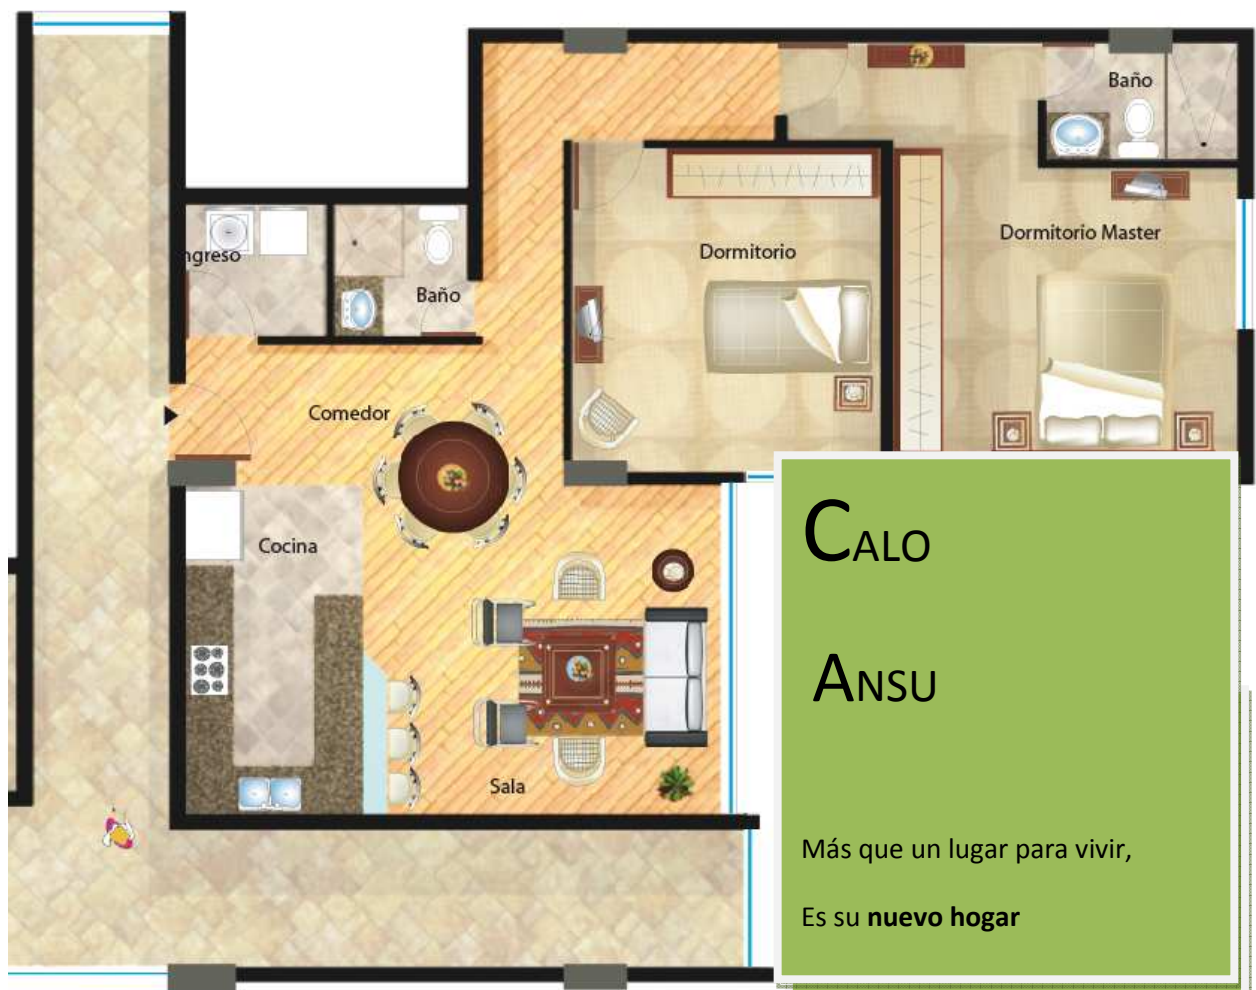 Baño
Dormitorio Master
Dormitorio
ngreso
Baño
Comedor
Cocina
Sala
CALO
ANSU
Más que un lugar para vivir,
Es su nuevo hogar